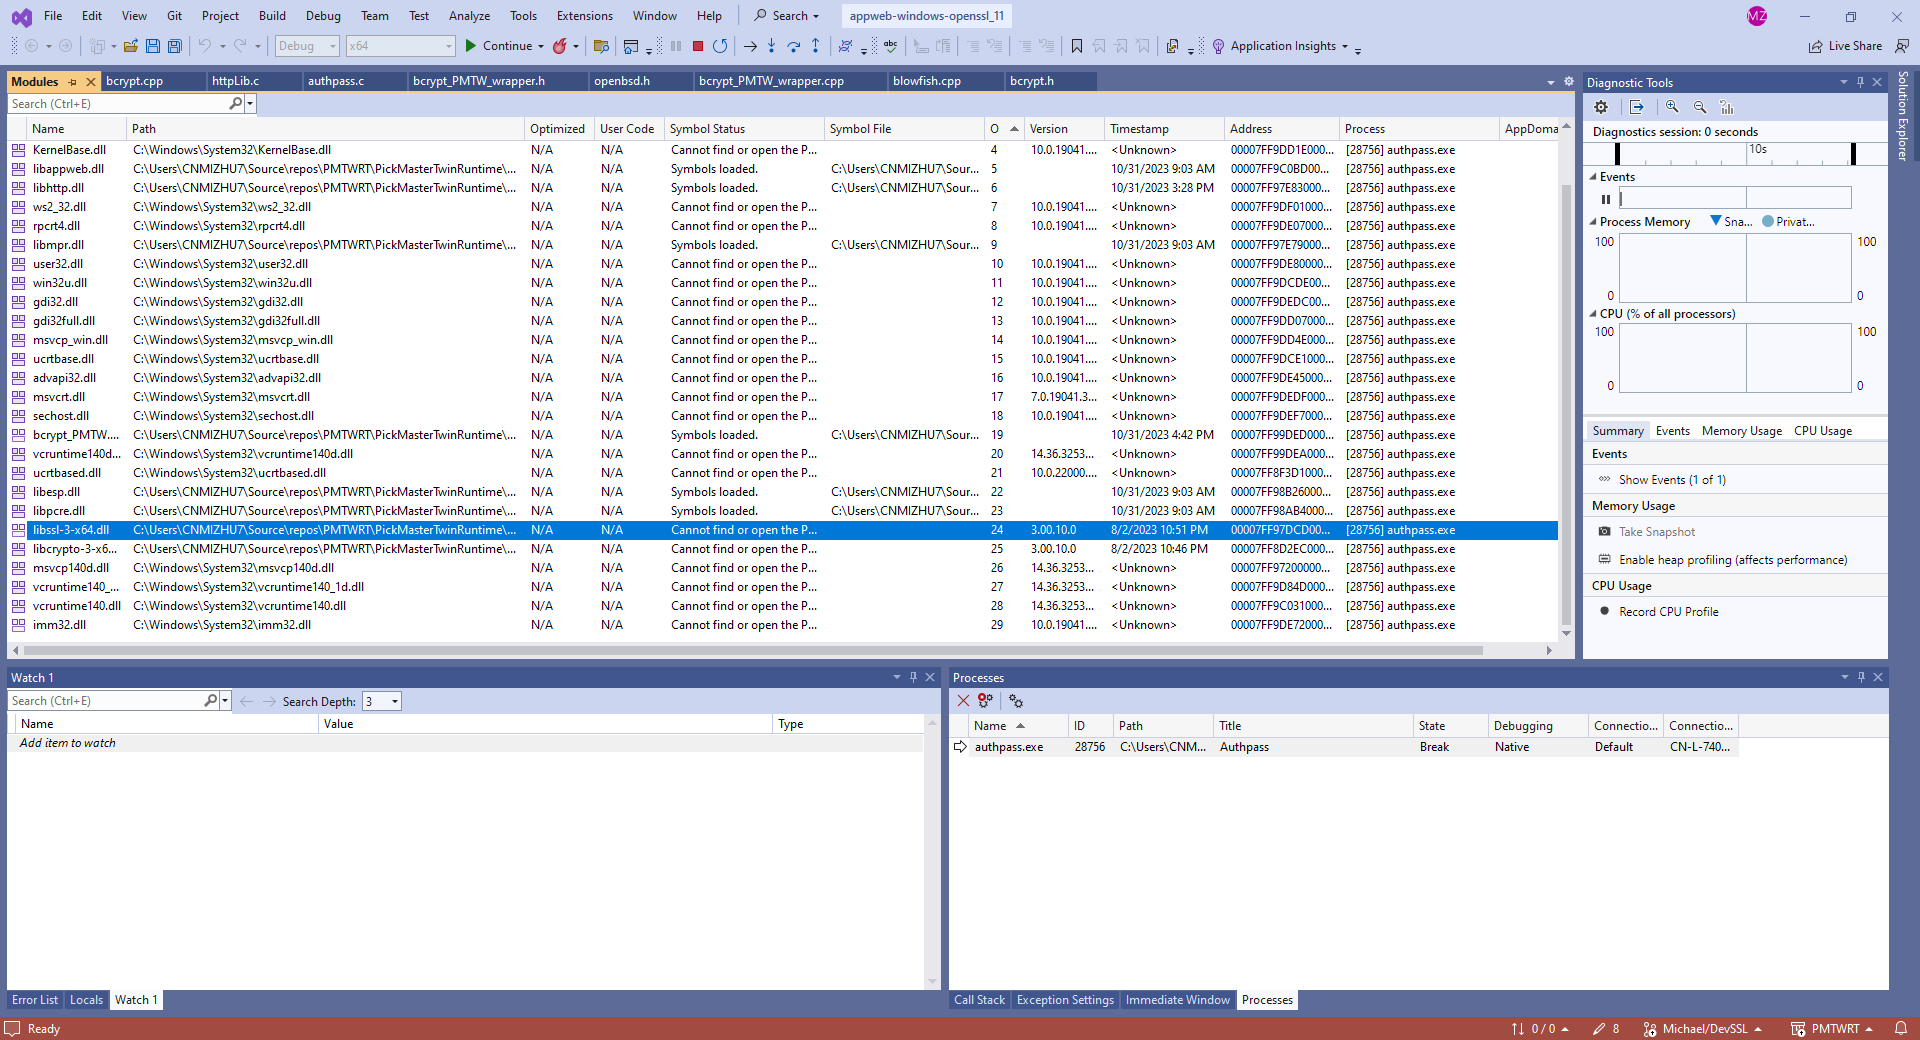 File Edit View Git Project Build Debug Team Test Analyze Tools Extensions Window Help Search appweb-windows-openssl_11 MZ
Debug x64 Continue Application Insights Live Share
Modules bcrypt.cpp httpLib.c authpass.c bcrypt_PMTW_wrapper.h openbsd.h bcrypt_PMTW_wrapper.cpp blowfish.cpp bcrypt.h
Search (Ctrl+E)
Name Path Optimized User Code Symbol Status Symbol File O Version Timestamp Address Process AppDoma
KernelBase.dll C:\Windows\System32\KernelBase.dll N/A N/A Cannot find or open the P... 4 10.0.19041.... <Unknown> 00007FF9DD1E000... [28756] authpass.exe
libappweb.dll C:\Users\CNMIZHU7\Source\repos\PMTWRT\PickMasterTwinRuntime\... N/A N/A Symbols loaded. C:\Users\CNMIZHU7\Sour... 5 10/31/2023 9:03 AM 00007FF9C0BD00... [28756] authpass.exe
libhttp.dll C:\Users\CNMIZHU7\Source\repos\PMTWRT\PickMasterTwinRuntime\... N/A N/A Symbols loaded. C:\Users\CNMIZHU7\Sour... 6 10/31/2023 3:28 PM 00007FF97E83000... [28756] authpass.exe
ws2_32.dll C:\Windows\System32\ws2_32.dll N/A N/A Cannot find or open the P... 7 10.0.19041.... <Unknown> 00007FF9DF01000... [28756] authpass.exe
rpcrt4.dll C:\Windows\System32\rpcrt4.dll N/A N/A Cannot find or open the P... 8 10.0.19041.... <Unknown> 00007FF9DE07000... [28756] authpass.exe
libmpr.dll C:\Users\CNMIZHU7\Source\repos\PMTWRT\PickMasterTwinRuntime\... N/A N/A Symbols loaded. C:\Users\CNMIZHU7\Sour... 9 10/31/2023 9:03 AM 00007FF97E79000... [28756] authpass.exe
user32.dll C:\Windows\System32\user32.dll N/A N/A Cannot find or open the P... 10 10.0.19041.... <Unknown> 00007FF9DE80000... [28756] authpass.exe
win32u.dll C:\Windows\System32\win32u.dll N/A N/A Cannot find or open the P... 11 10.0.19041.... <Unknown> 00007FF9DCDE00... [28756] authpass.exe
gdi32.dll C:\Windows\System32\gdi32.dll N/A N/A Cannot find or open the P... 12 10.0.19041.... <Unknown> 00007FF9DEDC00... [28756] authpass.exe
gdi32full.dll C:\Windows\System32\gdi32full.dll N/A N/A Cannot find or open the P... 13 10.0.19041.... <Unknown> 00007FF9DD07000... [28756] authpass.exe
msvcp_win.dll C:\Windows\System32\msvcp_win.dll N/A N/A Cannot find or open the P... 14 10.0.19041.... <Unknown> 00007FF9DD4E000... [28756] authpass.exe
ucrtbase.dll C:\Windows\System32\ucrtbase.dll N/A N/A Cannot find or open the P... 15 10.0.19041.... <Unknown> 00007FF9DCE1000... [28756] authpass.exe
advapi32.dll C:\Windows\System32\advapi32.dll N/A N/A Cannot find or open the P... 16 10.0.19041.... <Unknown> 00007FF9DE45000... [28756] authpass.exe
msvcrt.dll C:\Windows\System32\msvcrt.dll N/A N/A Cannot find or open the P... 17 7.0.19041.3... <Unknown> 00007FF9DEDF000... [28756] authpass.exe
sechost.dll C:\Windows\System32\sechost.dll N/A N/A Cannot find or open the P... 18 10.0.19041.... <Unknown> 00007FF9DEF7000... [28756] authpass.exe
bcrypt_PMTW.... C:\Users\CNMIZHU7\Source\repos\PMTWRT\PickMasterTwinRuntime\... N/A N/A Symbols loaded. C:\Users\CNMIZHU7\Sour... 19 10/31/2023 4:42 PM 00007FF99DED000... [28756] authpass.exe
vcruntime140d... C:\Windows\System32\vcruntime140d.dll N/A N/A Cannot find or open the P... 20 14.36.3253... <Unknown> 00007FF99DEA000... [28756] authpass.exe
ucrtbased.dll C:\Windows\System32\ucrtbased.dll N/A N/A Cannot find or open the P... 21 10.0.22000.... <Unknown> 00007FF8F3D1000... [28756] authpass.exe
libesp.dll C:\Users\CNMIZHU7\Source\repos\PMTWRT\PickMasterTwinRuntime\... N/A N/A Symbols loaded. C:\Users\CNMIZHU7\Sour... 22 10/31/2023 9:03 AM 00007FF98B26000... [28756] authpass.exe
libpcre.dll C:\Users\CNMIZHU7\Source\repos\PMTWRT\PickMasterTwinRuntime\... N/A N/A Symbols loaded. C:\Users\CNMIZHU7\Sour... 23 10/31/2023 9:03 AM 00007FF98AB4000... [28756] authpass.exe
libssl-3-x64.dll C:\Users\CNMIZHU7\Source\repos\PMTWRT\PickMasterTwinRuntime\... N/A N/A Cannot find or open the P... 24 3.00.10.0 8/2/2023 10:51 PM 00007FF97DCD00... [28756] authpass.exe
libcrypto-3-x6... C:\Users\CNMIZHU7\Source\repos\PMTWRT\PickMasterTwinRuntime\... N/A N/A Cannot find or open the P... 25 3.00.10.0 8/2/2023 10:46 PM 00007FF8D2EC000... [28756] authpass.exe
msvcp140d.dll C:\Windows\System32\msvcp140d.dll N/A N/A Cannot find or open the P... 26 14.36.3253... <Unknown> 00007FF97200000... [28756] authpass.exe
vcruntime140_... C:\Windows\System32\vcruntime140_1d.dll N/A N/A Cannot find or open the P... 27 14.36.3253... <Unknown> 00007FF9D84D000... [28756] authpass.exe
vcruntime140.dll C:\Windows\System32\vcruntime140.dll N/A N/A Cannot find or open the P... 28 14.36.3253... <Unknown> 00007FF9C031000... [28756] authpass.exe
imm32.dll C:\Windows\System32\imm32.dll N/A N/A Cannot find or open the P... 29 10.0.19041.... <Unknown> 00007FF9DE72000... [28756] authpass.exe
Diagnostic Tools
Diagnostics session: 0 seconds
10s
Events
Process Memory Sna... Privat...
100 100
0 0
CPU (% of all processors)
100 100
0 0
Summary Events Memory Usage CPU Usage
Events
Show Events (1 of 1)
Memory Usage
Take Snapshot
Enable heap profiling (affects performance)
CPU Usage
Record CPU Profile
Solution Explorer
Watch 1
Search (Ctrl+E) Search Depth: 3
Name Value Type
Add item to watch
Error List Locals Watch 1
Processes
Name ID Path Title State Debugging Connectio... Connectio...
authpass.exe 28756 C:\Users\CNM... Authpass Break Native Default CN-L-740...
Call Stack Exception Settings Immediate Window Processes
Ready 0 / 0 8 Michael/DevSSL PMTWRT